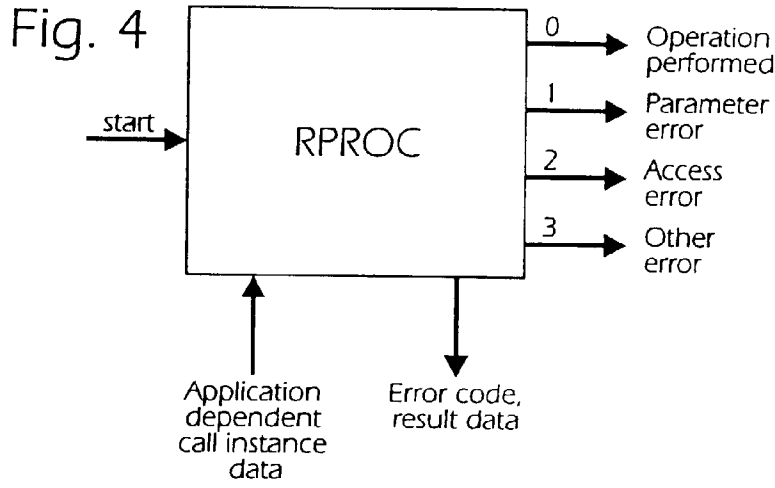 Fig. 4
start
RPROC
0
Operation
performed
1
Parameter
error
2
Access
error
3
Other
error
Application
dependent
call instance
data
Error code,
result data